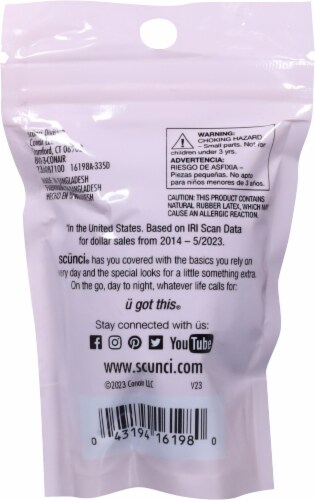 Stamford, CT
16198A-335D
WARNING:
CHOKING HAZARD
– Small parts. Not for
children under 3 yrs.
ADVERTENCIA:
RIESGO DE ASFIXIA –
Piezas pequeñas. No apto
para niños menores de 3 años.
CAUTION: THIS PRODUCT CONTAINS
NATURAL RUBBER LATEX, WHICH MAY
CAUSE AN ALLERGIC REACTION.
*In the United States. Based on IRI Scan Data
for dollar sales from 2014 – 5/2023.
scünci® has you covered with the basics you rely on
every day and the special looks for a little something extra.
On the go, day to night, whatever life calls for:
ü got this®
Stay connected with us:
YouTube
www.scunci.com
©2023 Conair LLC V23
0 43194 16198 0